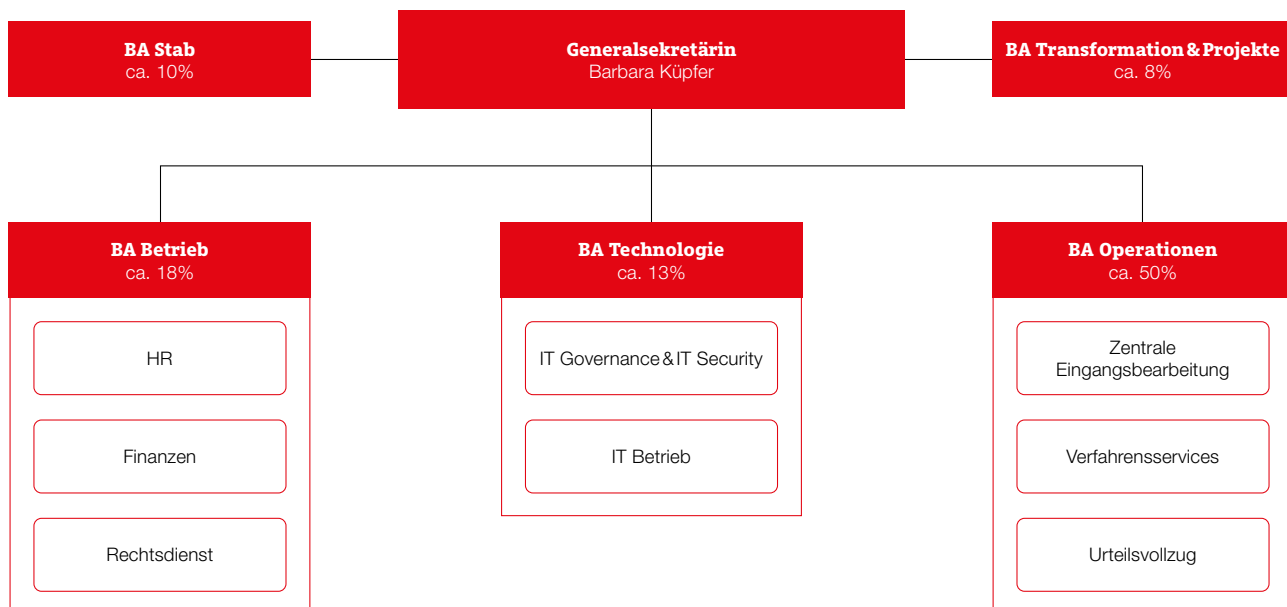 BA Stab
ca. 10%
Generalsekretärin
Barbara Küpfer
BA Transformation & Projekte
ca. 8%
BA Betrieb
ca. 18%
HR
Finanzen
Rechtsdienst
BA Technologie
ca. 13%
IT Governance & IT Security
IT Betrieb
BA Operationen
ca. 50%
Zentrale
Eingangsbearbeitung
Verfahrensservices
Urteilsvollzug